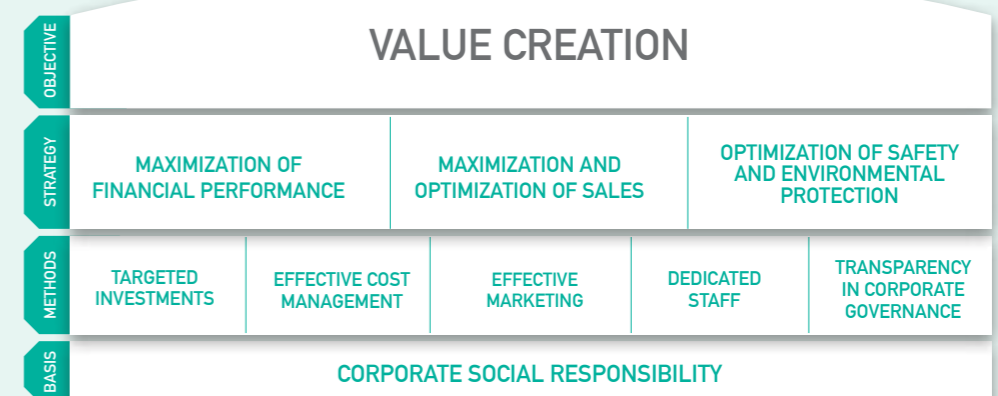 OBJECTIVE
VALUE CREATION
STRATEGY
MAXIMIZATION OF
FINANCIAL PERFORMANCE
MAXIMIZATION AND
OPTIMIZATION OF SALES
OPTIMIZATION OF SAFETY
AND ENVIRONMENTAL
PROTECTION
METHODS
TARGETED
INVESTMENTS
EFFECTIVE COST
MANAGEMENT
EFFECTIVE
MARKETING
DEDICATED
STAFF
TRANSPARENCY
IN CORPORATE
GOVERNANCE
BASIS
CORPORATE SOCIAL RESPONSIBILITY